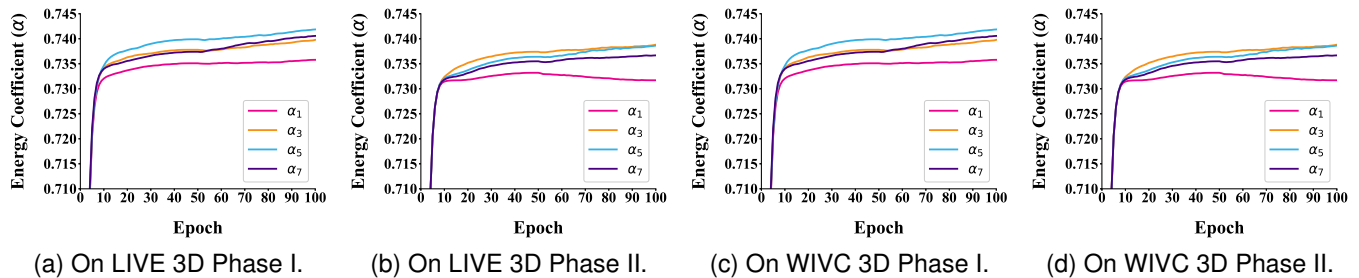 Energy Coefficient (α)
0.745
0.740
0.735
0.730
0.725
0.720
0.715
0.710
0 10 20 30 40 50 60 70 80 90 100
Epoch
α1
α3
α5
α7
(a) On LIVE 3D Phase I.
Energy Coefficient (α)
0.745
0.740
0.735
0.730
0.725
0.720
0.715
0.710
0 10 20 30 40 50 60 70 80 90 100
Epoch
α1
α3
α5
α7
(b) On LIVE 3D Phase II.
Energy Coefficient (α)
0.745
0.740
0.735
0.730
0.725
0.720
0.715
0.710
0 10 20 30 40 50 60 70 80 90 100
Epoch
α1
α3
α5
α7
(c) On WIVC 3D Phase I.
Energy Coefficient (α)
0.745
0.740
0.735
0.730
0.725
0.720
0.715
0.710
0 10 20 30 40 50 60 70 80 90 100
Epoch
α1
α3
α5
α7
(d) On WIVC 3D Phase II.